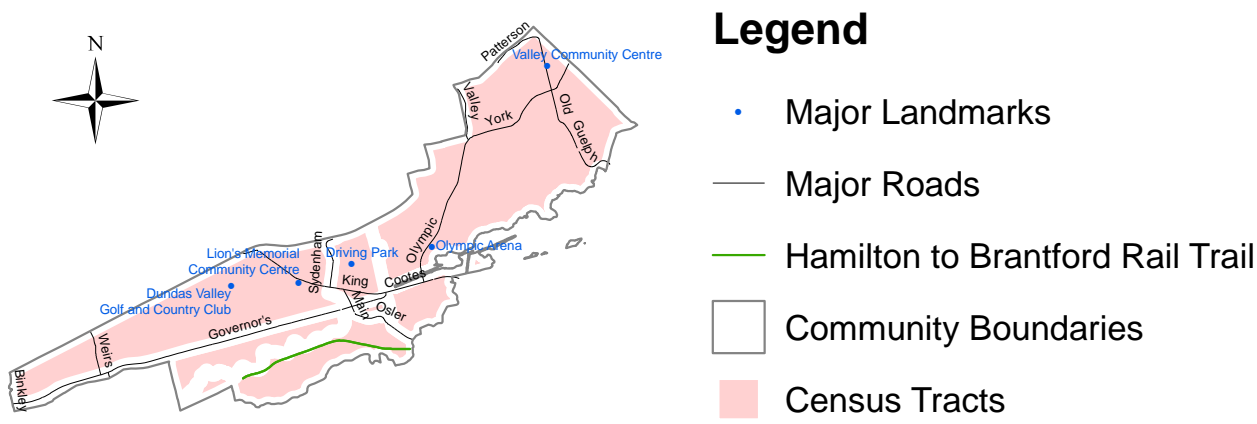 N
Patterson
Valley Community Centre
Valley
York
Old
Guelp'n
Olympic
Olympic Arena
Lion's Memorial
Community Centre
Sydenham
Driving Park
King
Cootes
Dundas Valley
Golf and Country Club
Main
Osler
Governor's
Weirs
Binkley
Legend
Major Landmarks
Major Roads
Hamilton to Brantford Rail Trail
Community Boundaries
Census Tracts